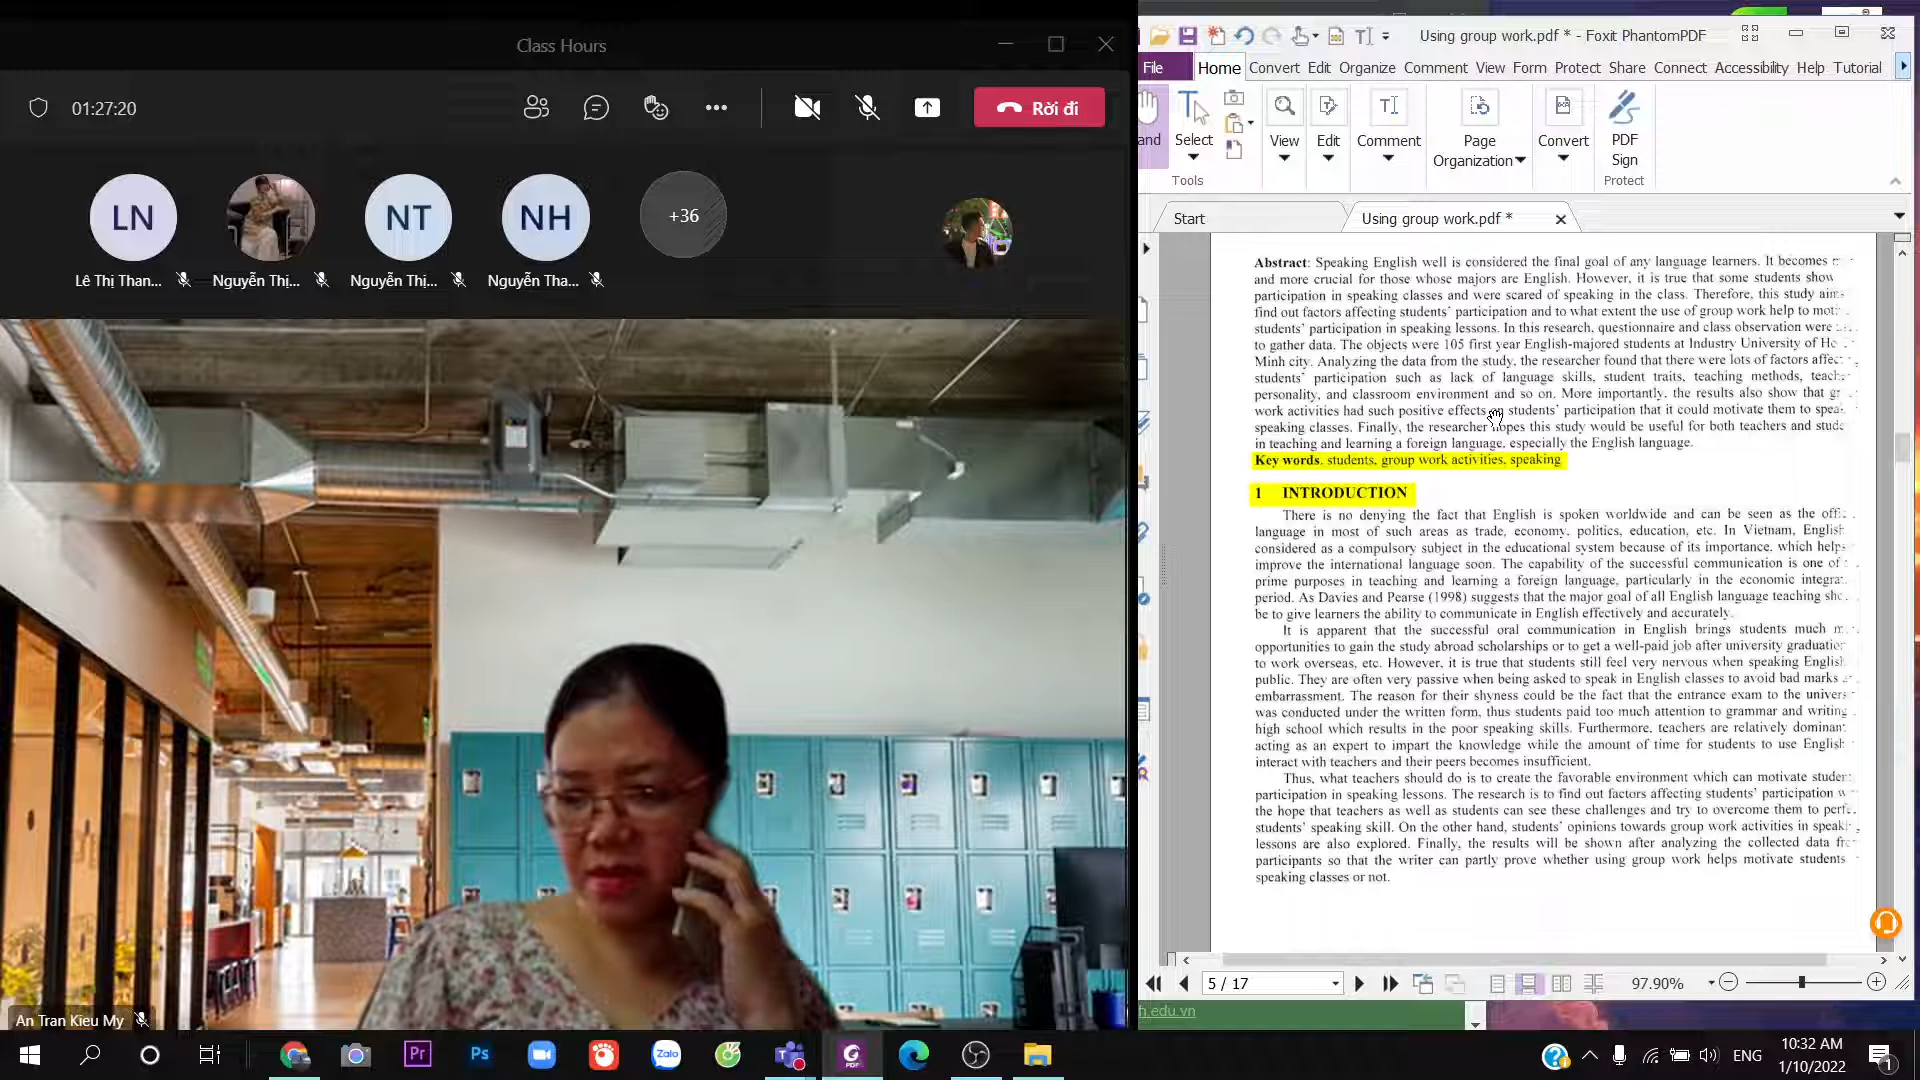 Class Hours
01:27:20
Rời đi
LN
NT
NH
+36
Lê Thị Than...
Nguyễn Thị...
Nguyễn Thị...
Nguyễn Tha...
An Tran Kieu My
Using group work.pdf * - Foxit PhantomPDF
File Home Convert Edit Organize Comment View Form Protect Share Connect Accessibility Help Tutorial
and
Select
View
Edit
Comment
Page
Organization
Convert
PDF
Sign
Tools
Protect
Start
Using group work.pdf *
Abstract: Speaking English well is considered the final goal of any language learners. It becomes
and more crucial for those whose majors are English. However, it is true that some students show
participation in speaking classes and were scared of speaking in the class. Therefore, this study aims
find out factors affecting students' participation and to what extent the use of group work help to
students' participation in speaking lessons. In this research, questionnaire and class observation were
to gather data. The objects were 105 first year English-majored students at Industry University of
Minh city. Analyzing the data from the study, the researcher found that there were lots of factors
students' participation such as lack of language skills, student traits, teaching methods,
personality, and classroom environment and so on. More importantly, the results also show that
work activities had such positive effects students' participation that it could motivate them to
speaking classes. Finally, the researcher hopes this study would be useful for both teachers and
in teaching and learning a foreign language, especially the English language.
Key words. students, group work activities, speaking
1 INTRODUCTION
There is no denying the fact that English is spoken worldwide and can be seen as the
language in most of such areas as trade, economy, politics, education, etc. In Vietnam, English
considered as a compulsory subject in the educational system because of its importance, which helps
improve the international language soon. The capability of the successful communication is one of
prime purposes in teaching and learning a foreign language, particularly in the economic
period. As Davies and Pearse (1998) suggests that the major goal of all English language teaching
be to give learners the ability to communicate in English effectively and accurately.
It is apparent that the successful oral communication in English brings students much
opportunities to gain the study abroad scholarships or to get a well-paid job after university graduation
to work overseas, etc. However, it is true that students still feel very nervous when speaking English
public. They are often very passive when being asked to speak in English classes to avoid bad marks
embarrassment. The reason for their shyness could be the fact that the entrance exam to the
was conducted under the written form, thus students paid too much attention to grammar and writing
high school which results in the poor speaking skills. Furthermore, teachers are relatively
acting as an expert to impart the knowledge while the amount of time for students to use English
interact with teachers and their peers becomes insufficient.
Thus, what teachers should do is to create the favorable environment which can motivate
participation in speaking lessons. The research is to find out factors affecting students' participation
the hope that teachers as well as students can see these challenges and try to overcome them to
students' speaking skill. On the other hand, students' opinions towards group work activities in
lessons are also explored. Finally, the results will be shown after analyzing the collected data
participants so that the writer can partly prove whether using group work helps motivate students
speaking classes or not.
5 / 17
97.90%
h.edu.vn
Pr
Ps
Zalo
PDF
ENG
10:32 AM
1/10/2022
1